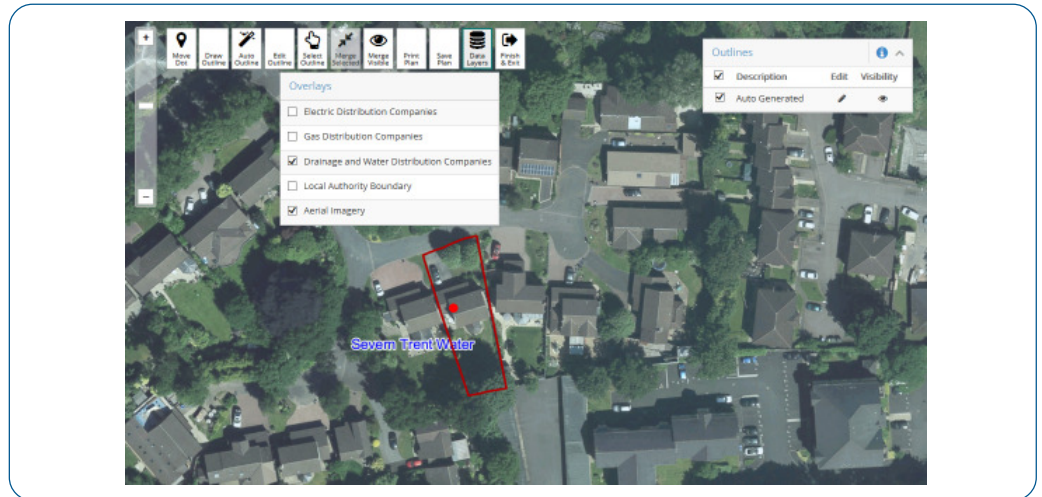 +
Move
Dot
Draw
Outline
Auto
Outline
Edit
Outline
Select
Outline
Merge
Selected
Merge
Visible
Print
Plan
Save
Plan
Data
Layers
Finish
& Exit
Outlines
Description Edit Visibility
Auto Generated
Overlays
Electric Distribution Companies
Gas Distribution Companies
Drainage and Water Distribution Companies
Local Authority Boundary
Aerial Imagery
Severn Trent Water